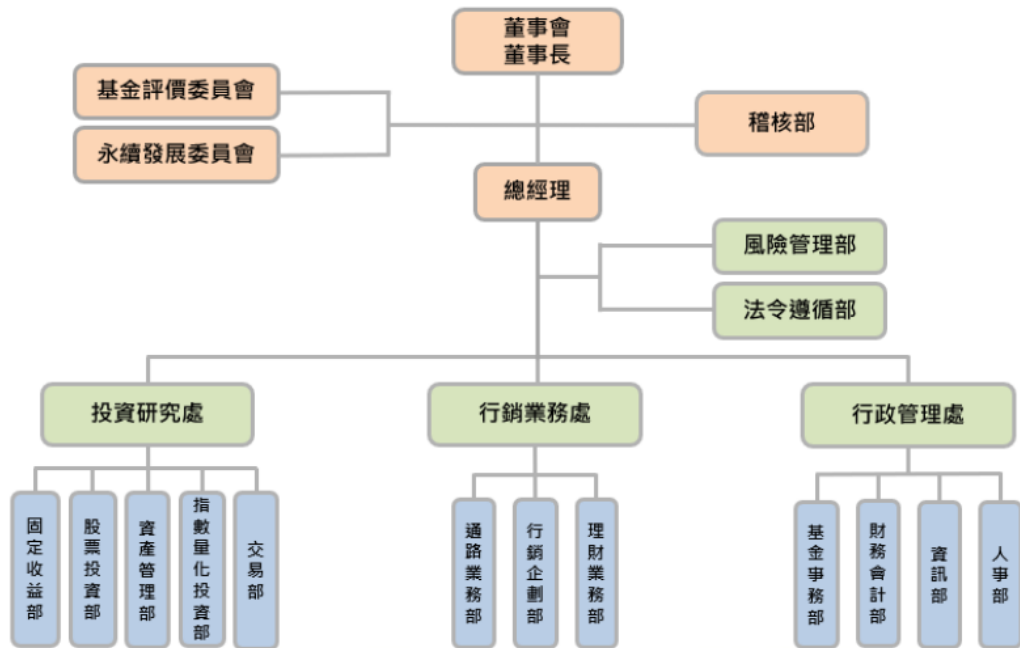 董事會
董事長
基金評價委員會
永續發展委員會
稽核部
總經理
風險管理部
法令遵循部
投資研究處
行銷業務處
行政管理處
固定收益部
股票投資部
資產管理部
指數量化投資部
交易部
通路業務部
行銷企劃部
理財業務部
基金事務部
財務會計部
資訊部
人事部